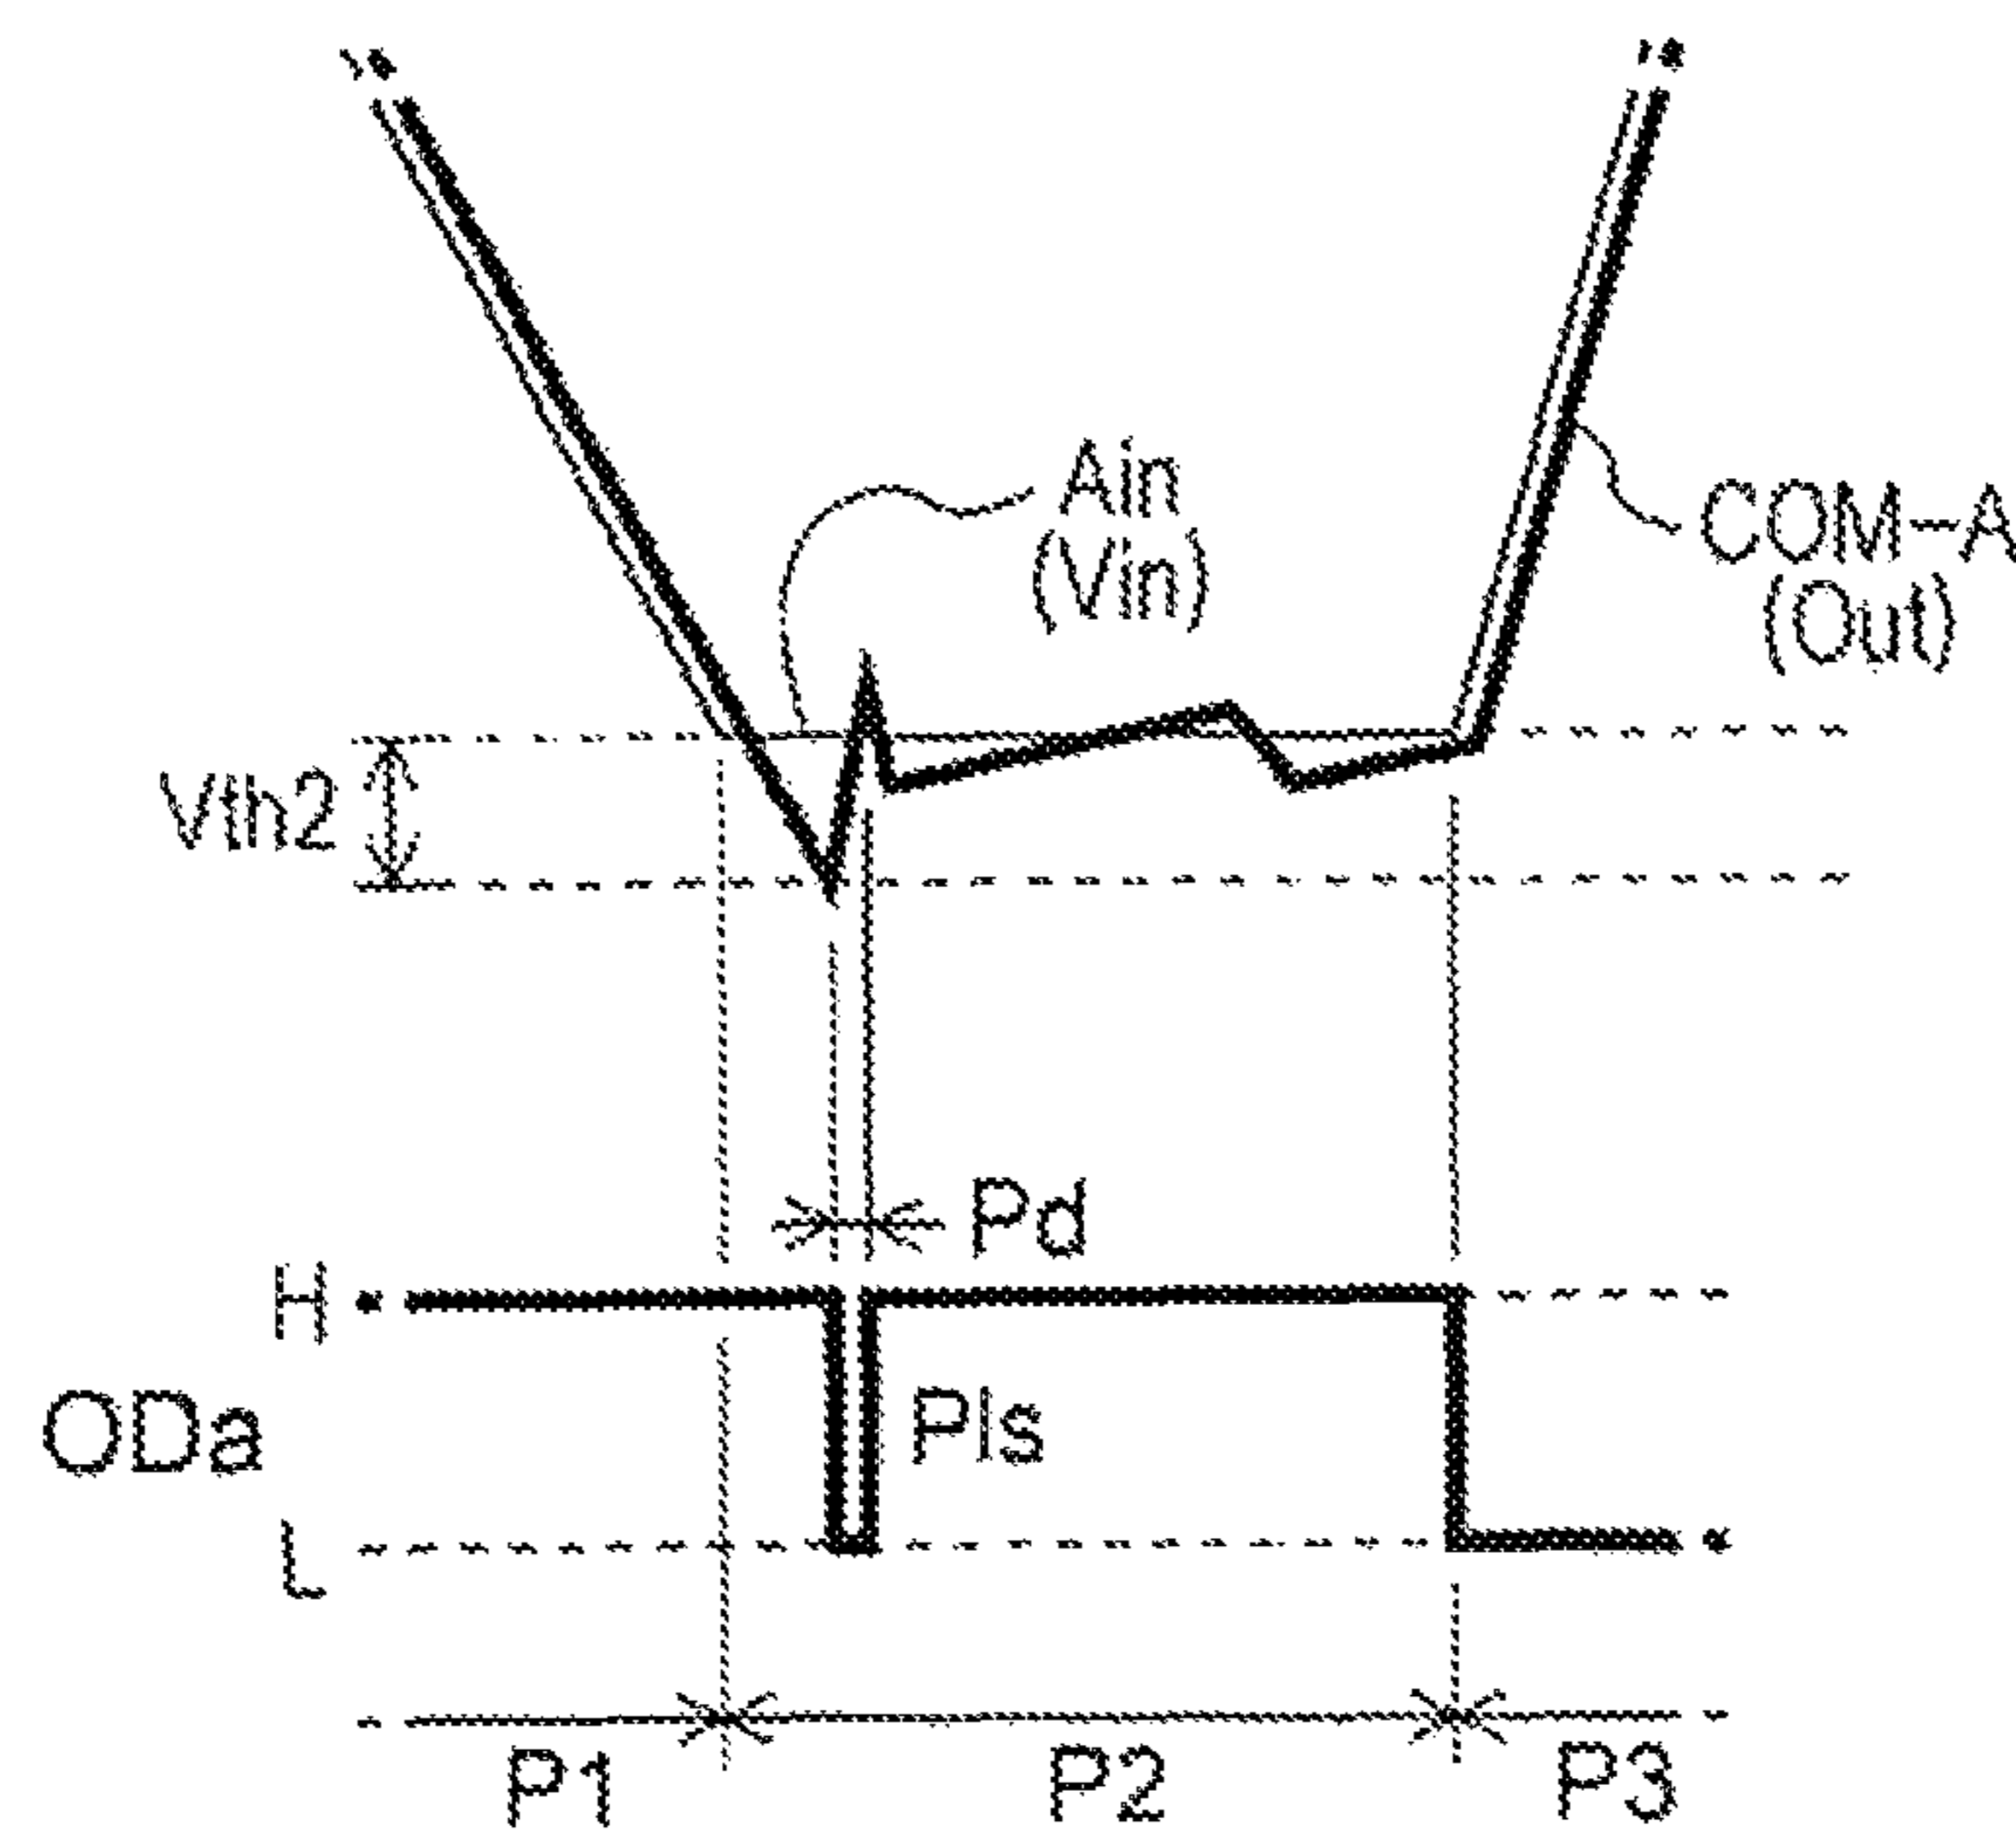 Ain
(Vin)
COM-A
(Out)
Vth2
Pd
H
ODa
Pls
L
P1
P2
P3